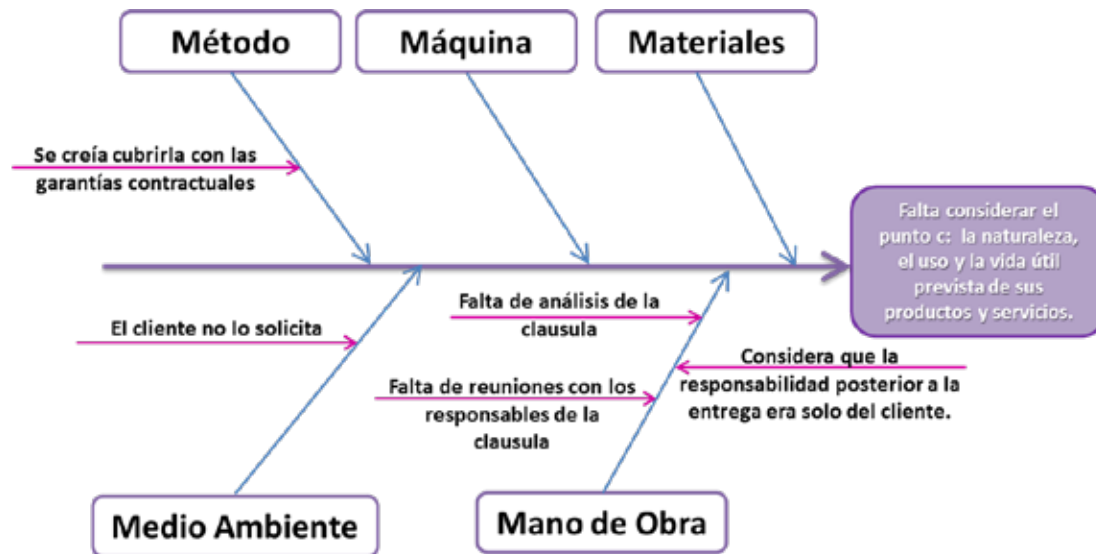 Método
Máquina
Materiales
Se creía cubrirla con las
garantías contractuales
Falta considerar el
punto c: la naturaleza,
el uso y la vida útil
prevista de sus
productos y servicios.
El cliente no lo solicita
Falta de análisis de la
clausula
Considera que la
responsabilidad posterior a la
entrega era solo del cliente.
Falta de reuniones con los
responsables de la
clausula
Medio Ambiente
Mano de Obra